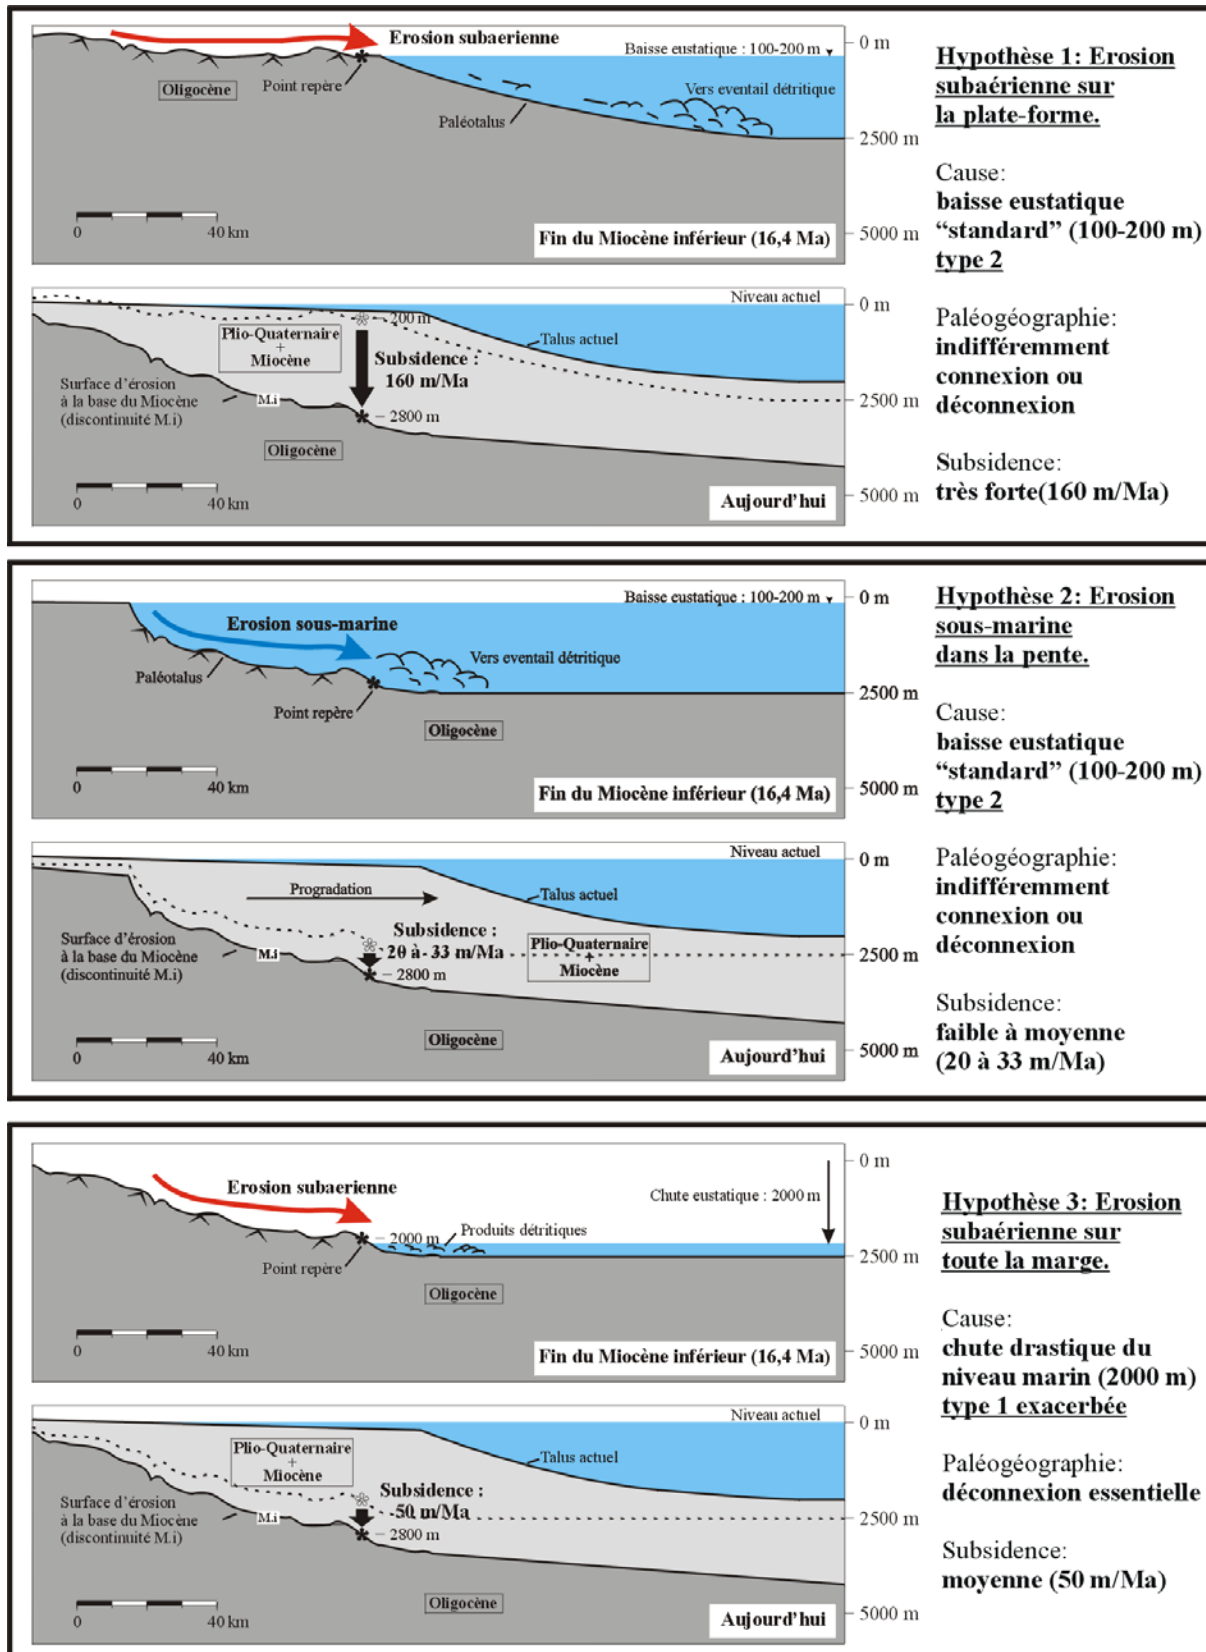 Erosion subaerienne
Baisse eustatique : 100-200 m
0 m
Oligocène
Point repère
Vers eventail détritique
Paléotalus
2500 m
0
40 km
Fin du Miocène inférieur (16,4 Ma)
5000 m
Hypothèse 1: Erosion
subaérienne sur
la plate-forme.
Cause:
baisse eustatique
“standard” (100-200 m)
type 2
Paléogéographie:
indifféremment
connexion ou
déconnexion
Subsidence:
très forte(160 m/Ma)
Niveau actuel
0 m
– 200 m
Plio-Quaternaire
+
Miocène
Talus actuel
Subsidence :
160 m/Ma
Surface d’érosion
à la base du Miocène
(discontinuité M.i)
M.i
– 2800 m
2500 m
Oligocène
0
40 km
Aujourd’hui
5000 m
Baisse eustatique : 100-200 m
0 m
Erosion sous-marine
Vers eventail détritique
Paléotalus
Point repère
2500 m
Oligocène
0
40 km
Fin du Miocène inférieur (16,4 Ma)
5000 m
Hypothèse 2: Erosion
sous-marine
dans la pente.
Cause:
baisse eustatique
“standard” (100-200 m)
type 2
Paléogéographie:
indifféremment
connexion ou
déconnexion
Subsidence:
faible à moyenne
(20 à 33 m/Ma)
Niveau actuel
0 m
Progradation
Talus actuel
Subsidence :
20 à 33 m/Ma
Plio-Quaternaire
+
Miocène
Surface d’érosion
à la base du Miocène
(discontinuité M.i)
M.i
– 2800 m
2500 m
Oligocène
0
40 km
Aujourd’hui
5000 m
0 m
Erosion subaerienne
Chute eustatique : 2000 m
Produits détritiques
– 2000 m
Point repère
2500 m
Oligocène
0
40 km
Fin du Miocène inférieur (16,4 Ma)
5000 m
Hypothèse 3: Erosion
subaérienne sur
toute la marge.
Cause:
chute drastique du
niveau marin (2000 m)
type 1 exacerbée
Paléogéographie:
déconnexion essentielle
Subsidence:
moyenne (50 m/Ma)
Niveau actuel
0 m
Plio-Quaternaire
+
Miocène
Talus actuel
Subsidence :
50 m/Ma
Surface d’érosion
à la base du Miocène
(discontinuité M.i)
M.i
– 2800 m
2500 m
Oligocène
0
40 km
Aujourd’hui
5000 m